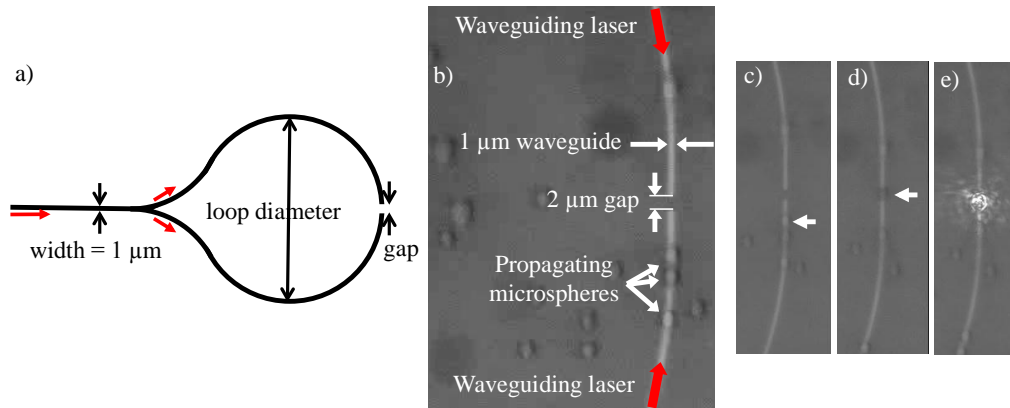 a)
loop diameter
width = 1 µm
gap
b)
Waveguiding laser
1 µm waveguide
2 µm gap
Propagating
microspheres
Waveguiding laser
c)
d)
e)